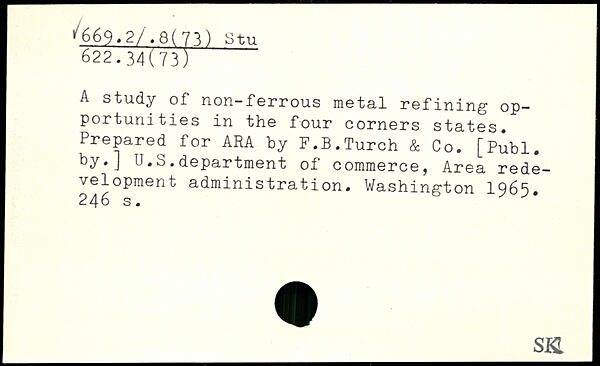 √669.2/.8(73) Stu
622.34(73)
A study of non-ferrous metal refining op-
portunities in the four corners states.
Prepared for ARA by F.B.Turch & Co. [Publ.
by.] U.S.department of commerce, Area rede-
velopment administration. Washington 1965.
246 s.
SK